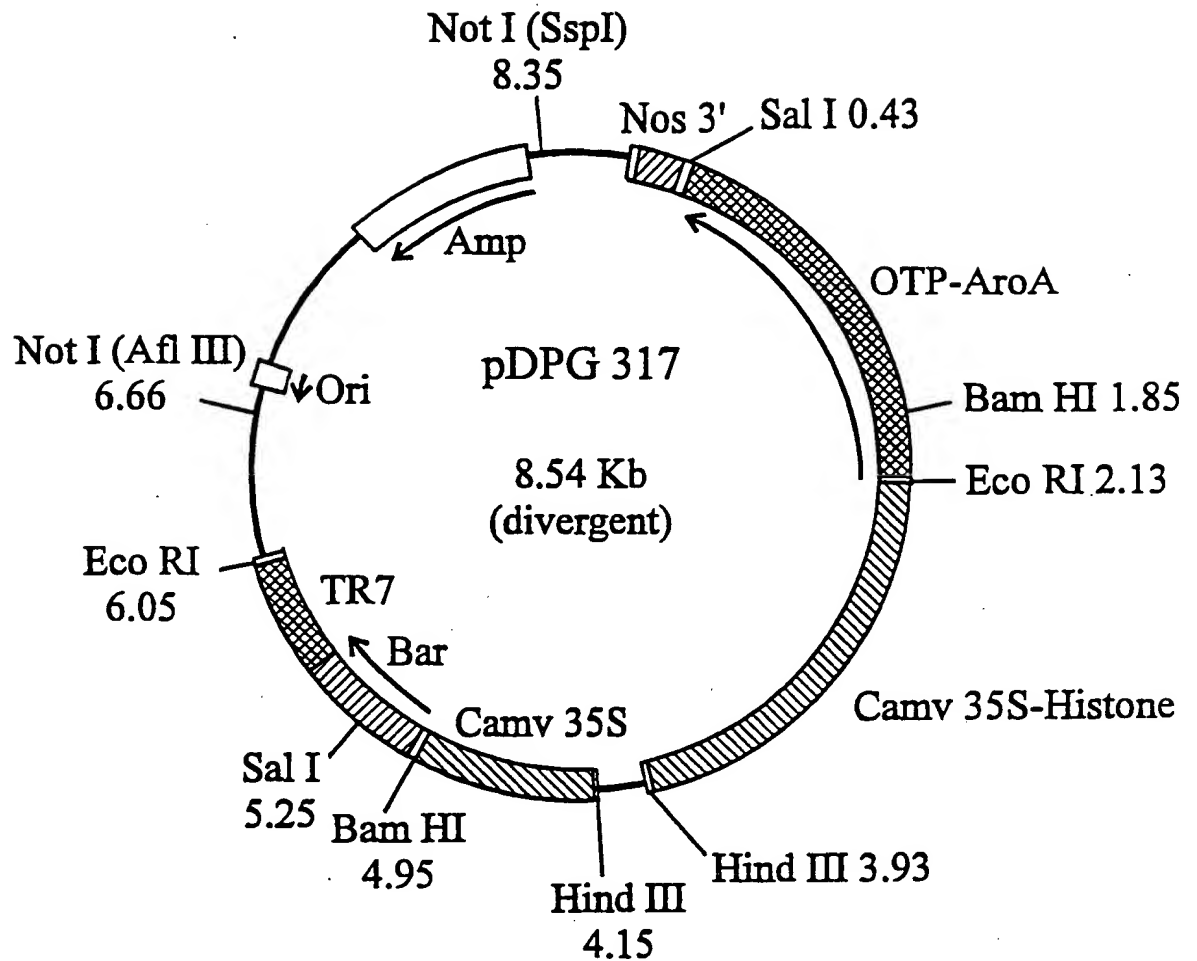 Not I (SspI)
8.35
Nos 3'
Sal I 0.43
Amp
OTP-AroA
Not I (Afl III)
6.66
Ori
pDPG 317
Bam HI 1.85
8.54 Kb
(divergent)
Eco RI 2.13
Eco RI
6.05
TR7
Bar
Camv 35S
Camv 35S-Histone
Sal I
5.25
Bam HI
4.95
Hind III
4.15
Hind III 3.93